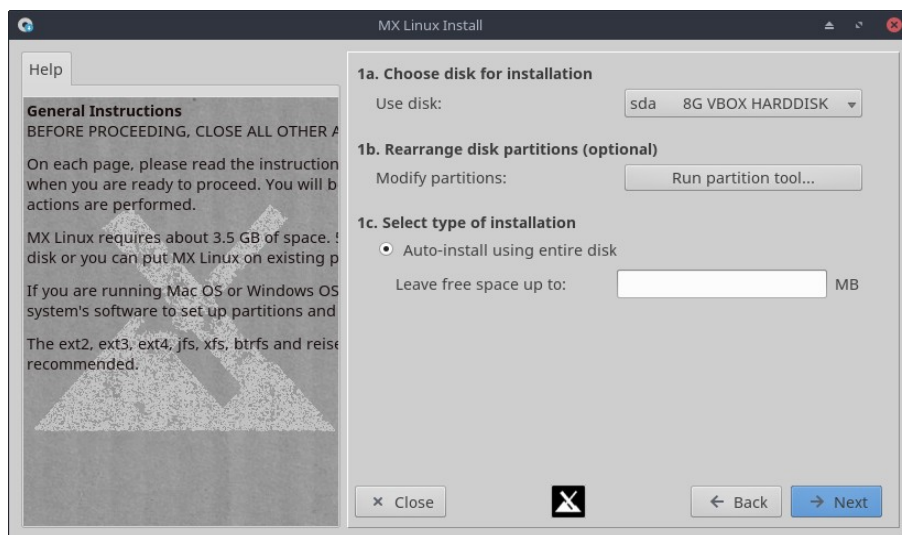 MX Linux Install
Help
General Instructions
BEFORE PROCEEDING, CLOSE ALL OTHER
On each page, please read the instruction
when you are ready to proceed. You will b
actions are performed.
MX Linux requires about 3.5 GB of space.
disk or you can put MX Linux on existing p
If you are running Mac OS or Windows OS
system's software to set up partitions and
The ext2, ext3, ext4, jfs, xfs, btrfs and reise
recommended.
1a. Choose disk for installation
Use disk: sda 8G VBOX HARDDISK
1b. Rearrange disk partitions (optional)
Modify partitions: Run partition tool...
1c. Select type of installation
Auto-install using entire disk
Leave free space up to: MB
Close
Back
Next